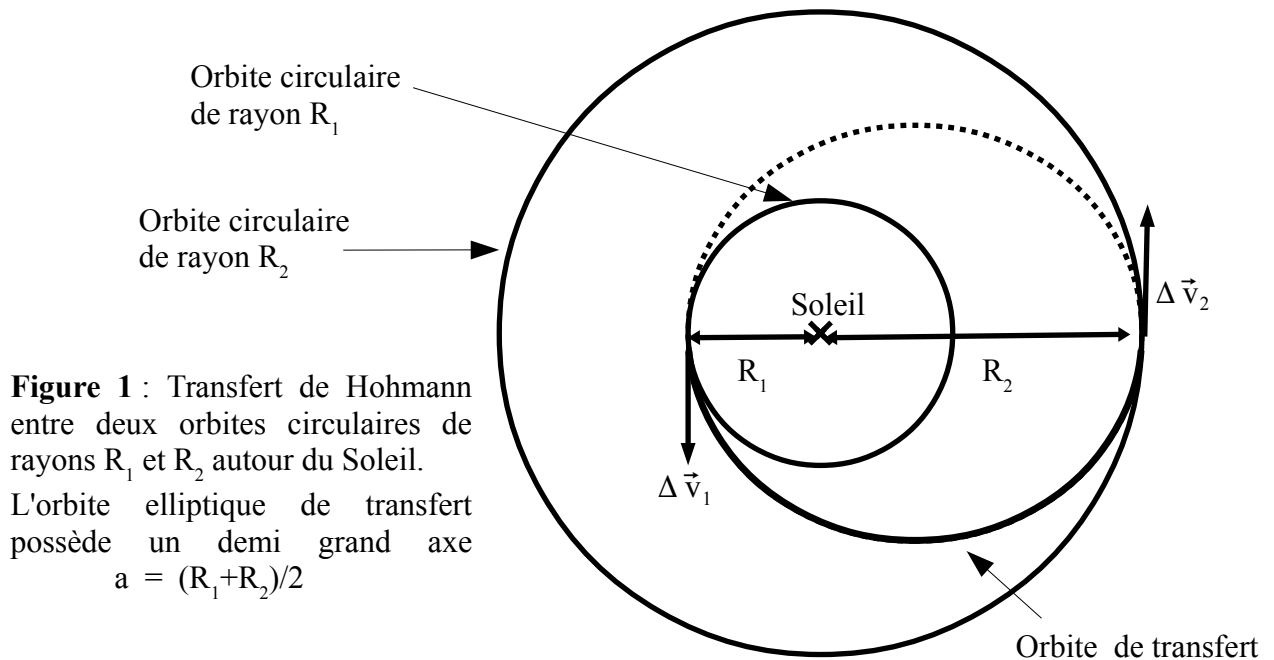 Orbite circulaire
de rayon R₁
Orbite circulaire
de rayon R₂
Soleil
R₁
R₂
Δ v⃗₁
Δ v⃗₂
Figure 1 : Transfert de Hohmann
entre deux orbites circulaires de
rayons R₁ et R₂ autour du Soleil.
L'orbite elliptique de transfert
possède un demi grand axe
a = (R₁+R₂)/2
Orbite de transfert